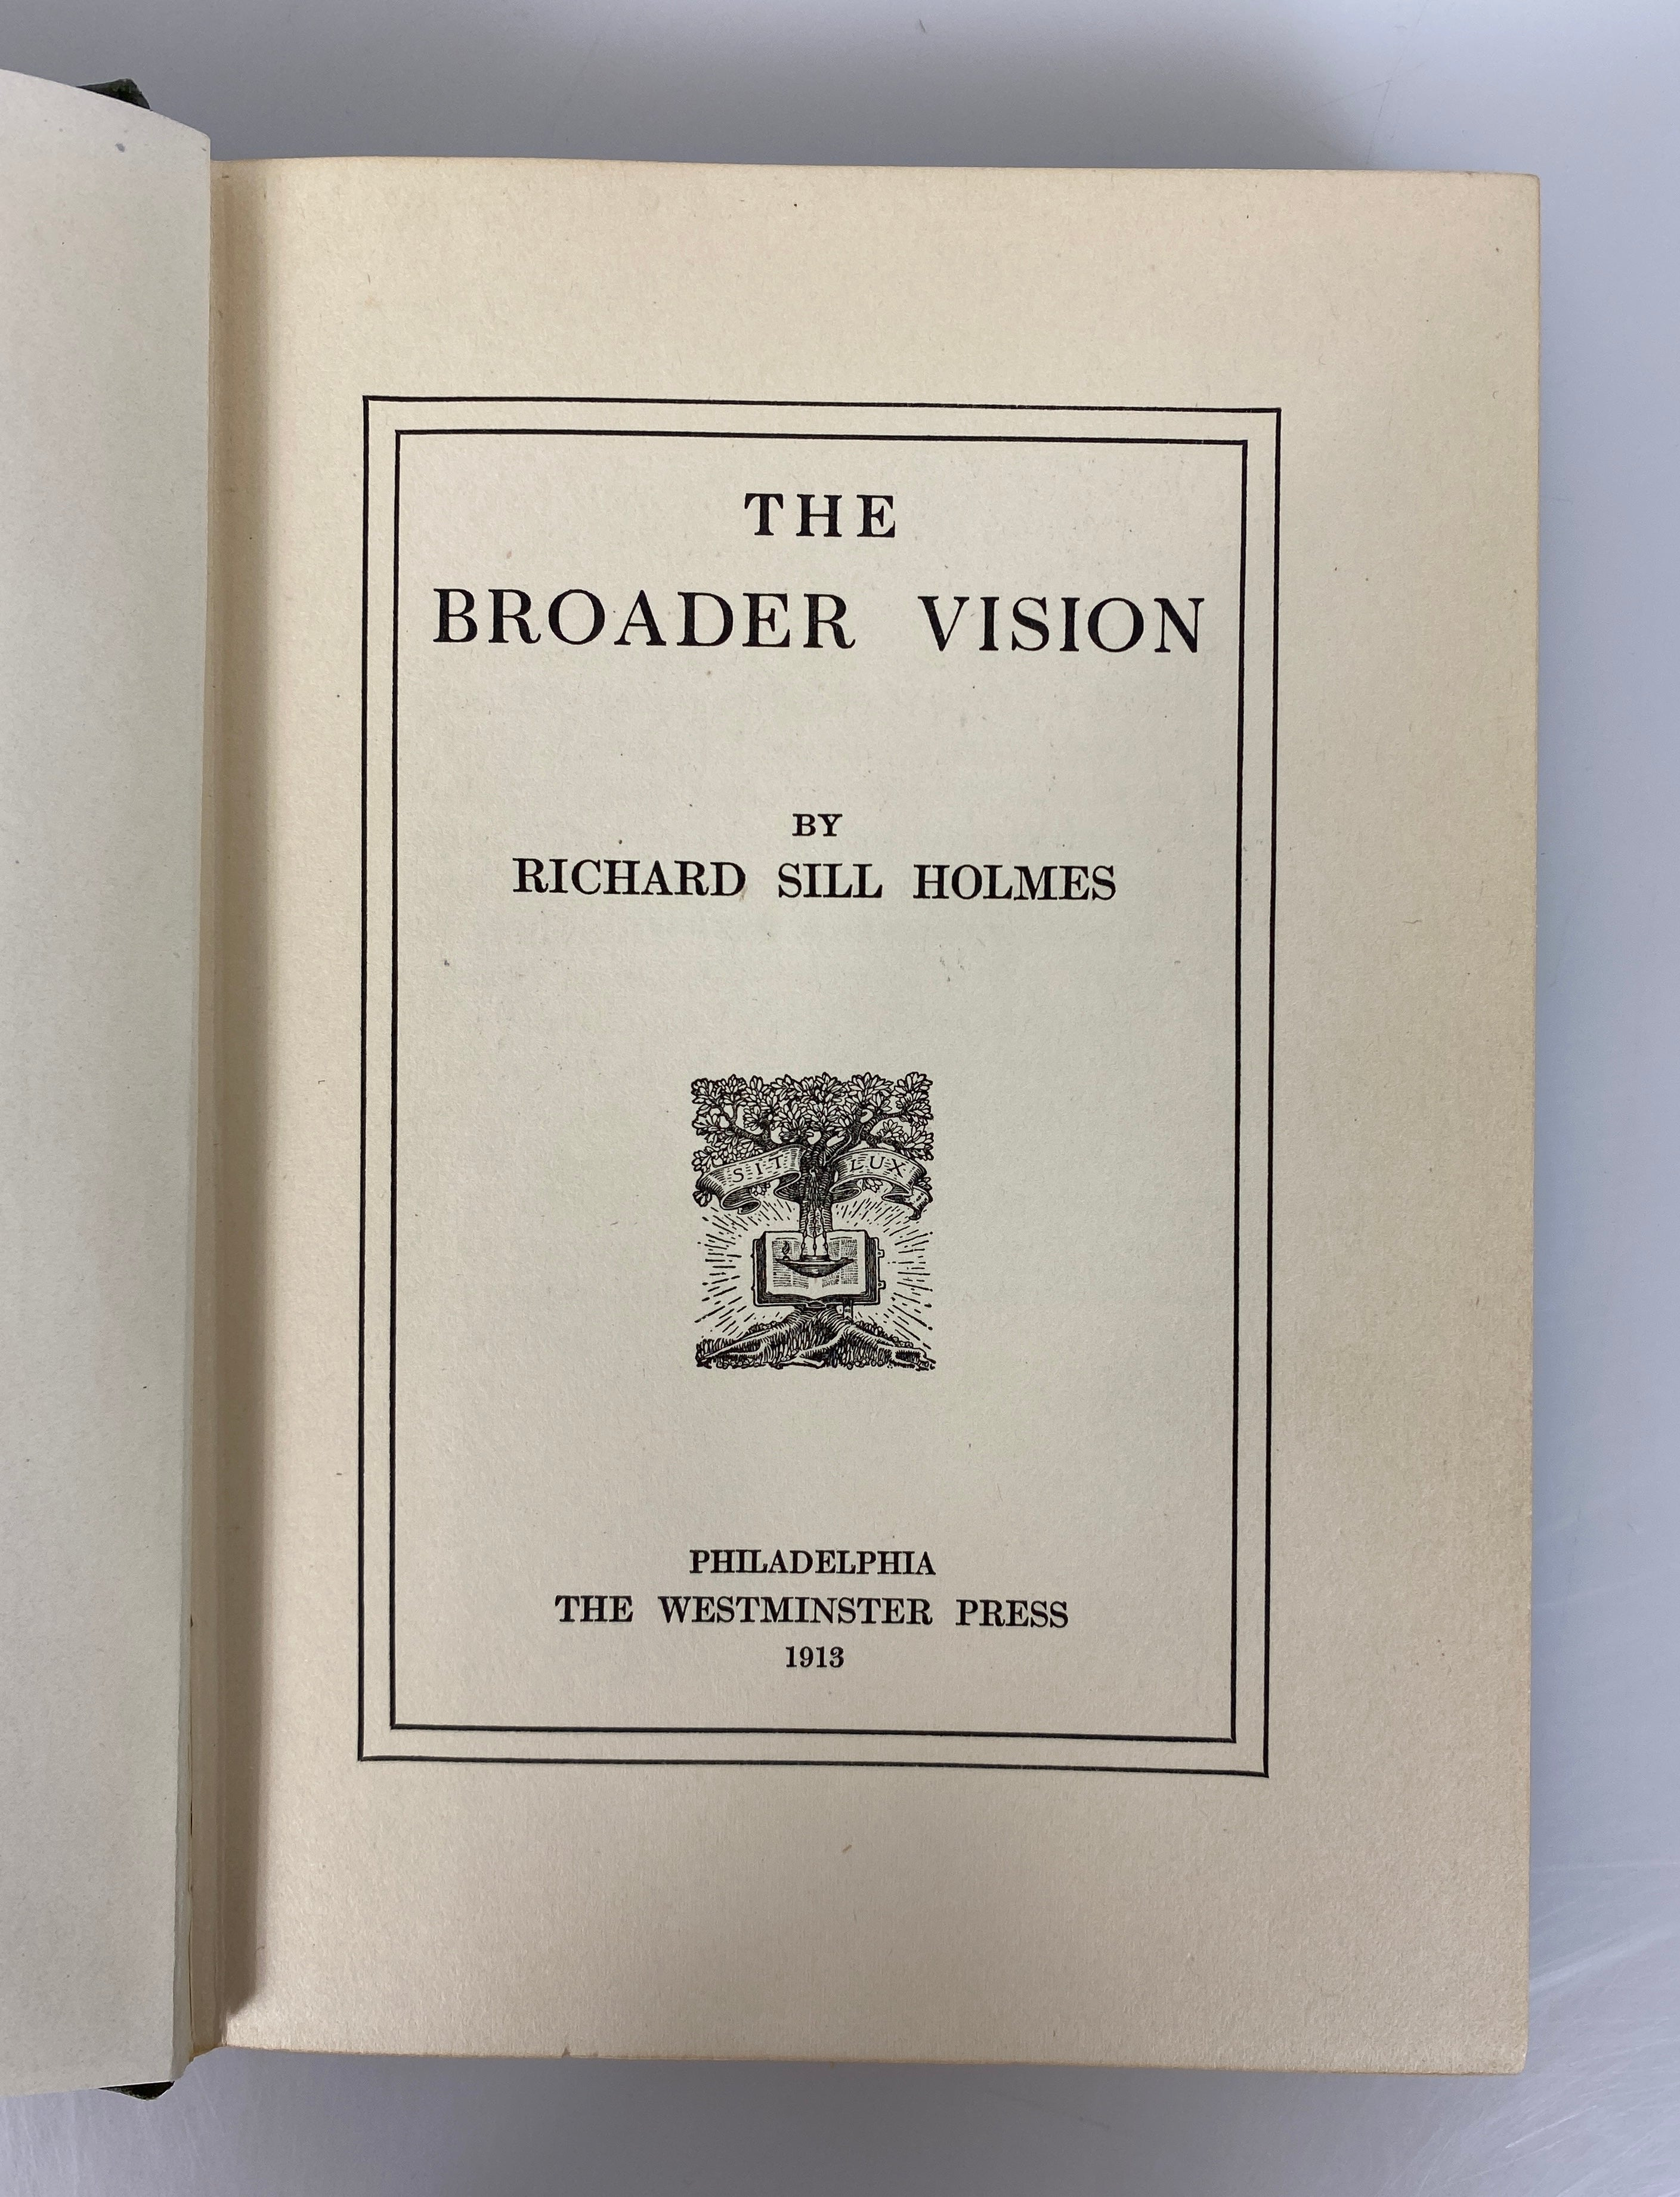 THE
BROADER VISION
BY
RICHARD SILL HOLMES
SIT LUX
PHILADELPHIA
THE WESTMINSTER PRESS
1913